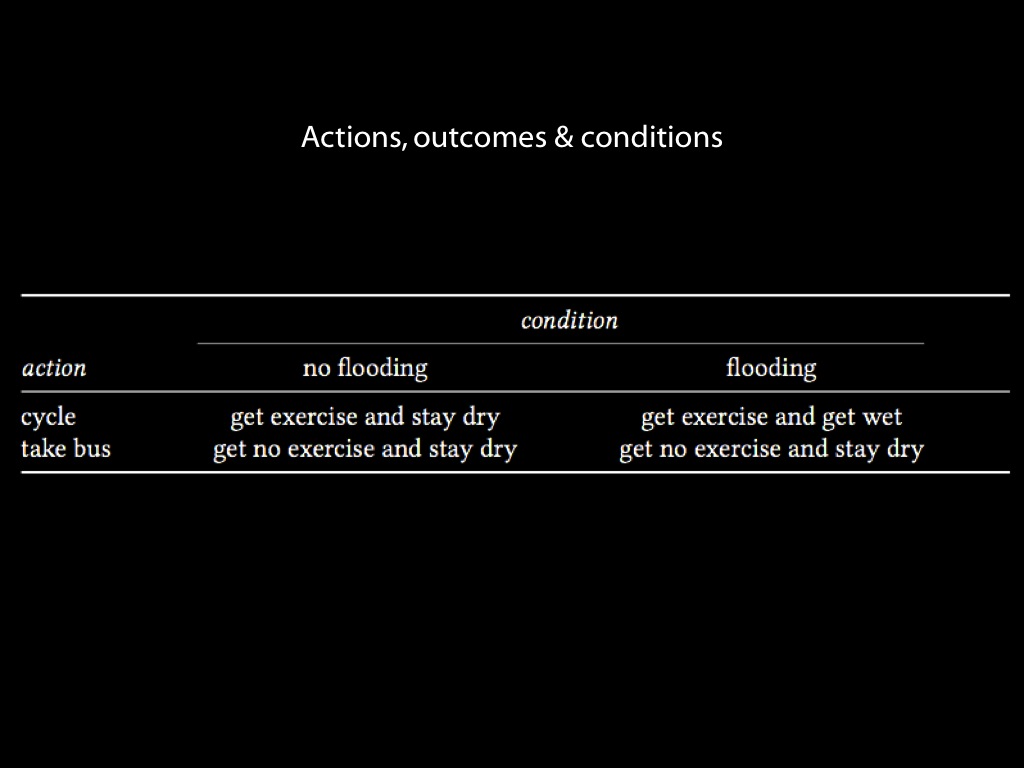 Actions, outcomes & conditions
condition
action no flooding flooding
cycle get exercise and stay dry get exercise and get wet
take bus get no exercise and stay dry get no exercise and stay dry